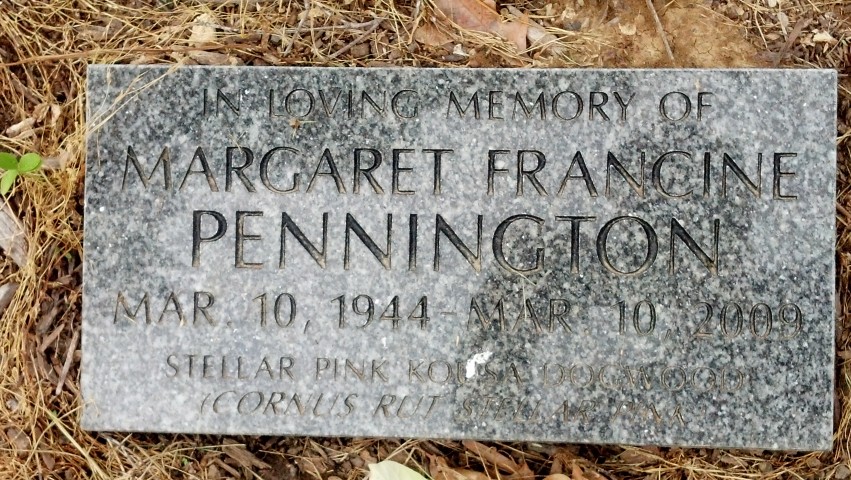 IN LOVING MEMORY OF
MARGARET FRANCINE
PENNINGTON
MAR. 10, 1944 - MAR. 10, 2009
STELLAR PINK KOUSA DOGWOOD
(CORNUS RUT STELLAR PINK)